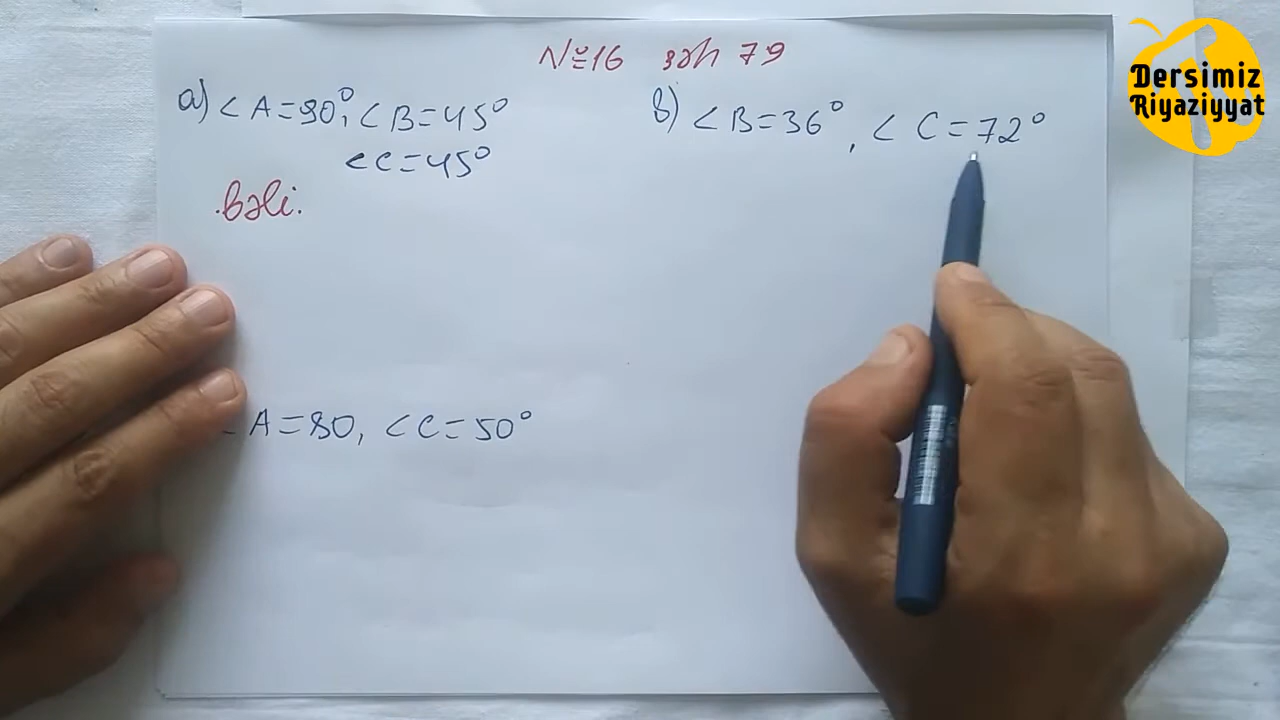 №16 səh 79
a) <A=90°, <B=45°
<C=45°
bəli.
b) <B=36°, <C=72°
A=80, <C=50°
Dersimiz
Riyaziyyat